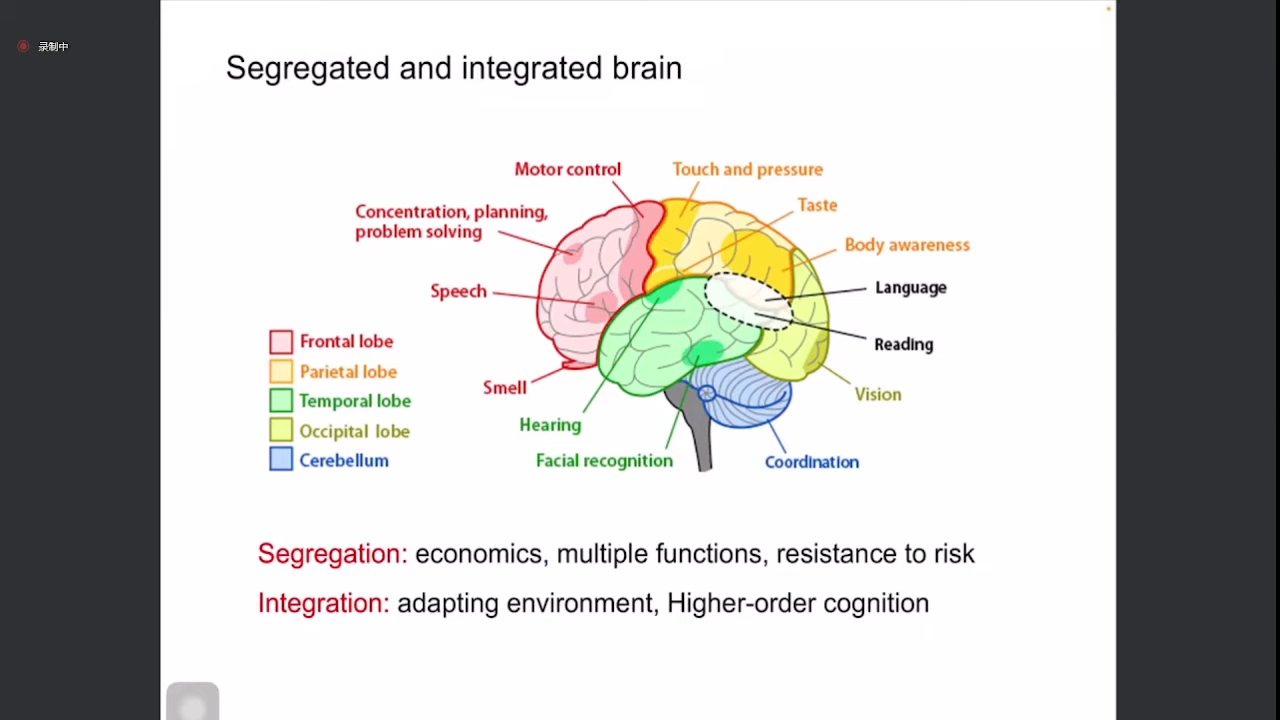 录制中
Segregated and integrated brain
Motor control
Touch and pressure
Taste
Concentration, planning,
problem solving
Body awareness
Speech
Language
Frontal lobe
Reading
Parietal lobe
Smell
Temporal lobe
Vision
Hearing
Occipital lobe
Cerebellum
Facial recognition
Coordination
Segregation: economics, multiple functions, resistance to risk
Integration: adapting environment, Higher-order cognition